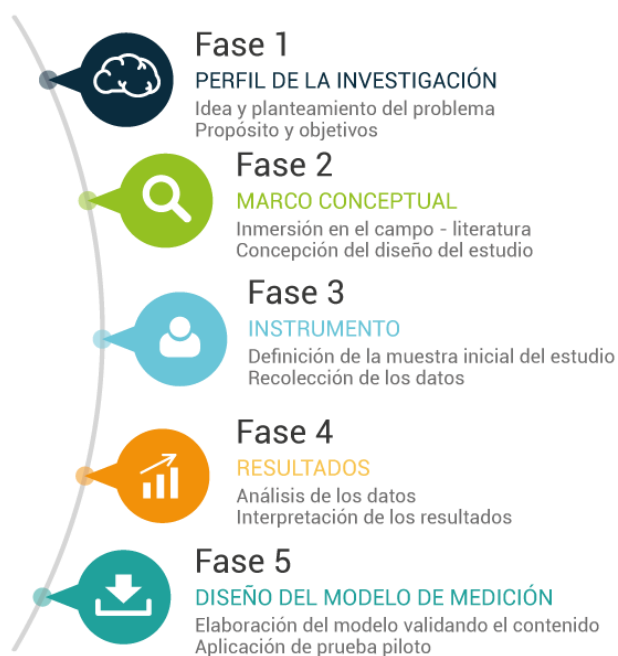 Fase 1
PERFIL DE LA INVESTIGACIÓN
Idea y planteamiento del problema
Propósito y objetivos
Fase 2
MARCO CONCEPTUAL
Inmersión en el campo - literatura
Concepción del diseño del estudio
Fase 3
INSTRUMENTO
Definición de la muestra inicial del estudio
Recolección de los datos
Fase 4
RESULTADOS
Análisis de los datos
Interpretación de los resultados
Fase 5
DISEÑO DEL MODELO DE MEDICIÓN
Elaboración del modelo validando el contenido
Aplicación de prueba piloto